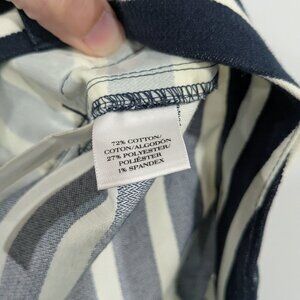 72% COTTON/
COTON/ALGODÓN
27% POLYESTER/
POLIÉSTER
1% SPANDEX